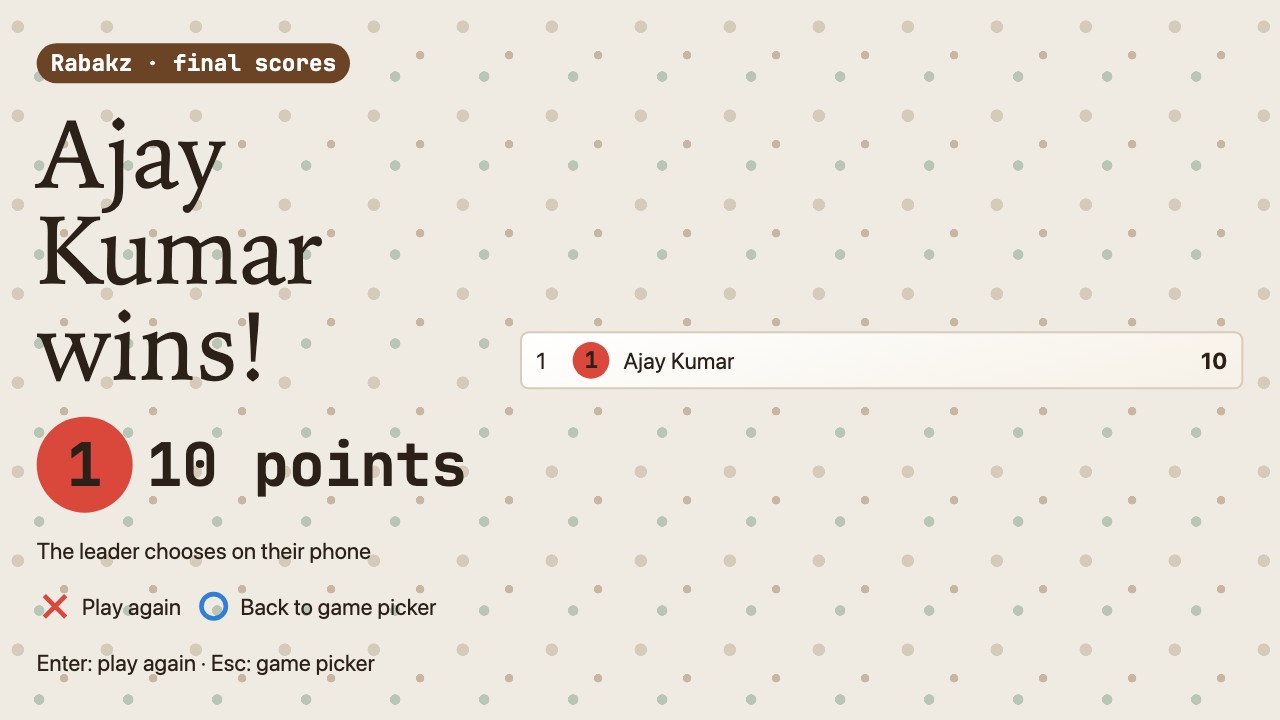 Rabakz · final scores
Ajay
Kumar
wins!
1 10 points
The leader chooses on their phone
Play again Back to game picker
Enter: play again · Esc: game picker
1 1 Ajay Kumar 10